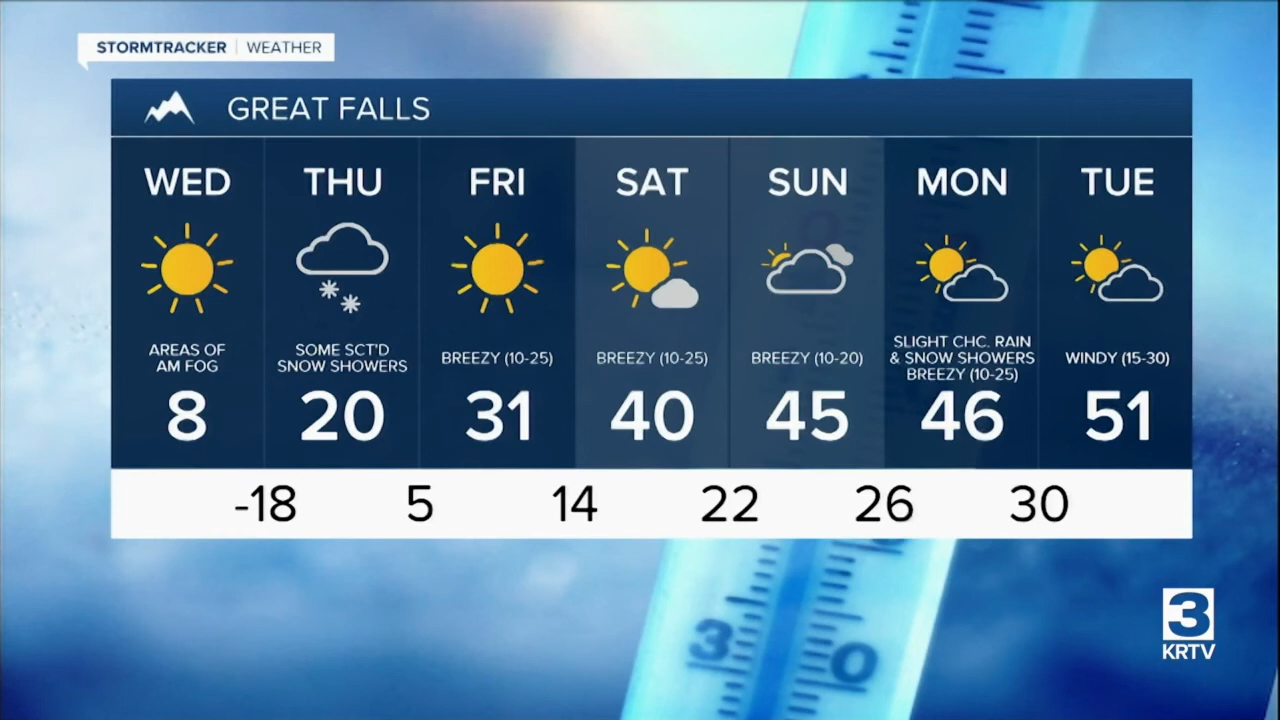 STORMTRACKER | WEATHER
GREAT FALLS
WED
THU
FRI
SAT
SUN
MON
TUE
AREAS OF
AM FOG
SOME SCT'D
SNOW SHOWERS
BREEZY (10-25)
BREEZY (10-25)
BREEZY (10-20)
SLIGHT CHC. RAIN
& SNOW SHOWERS
BREEZY (10-25)
WINDY (15-30)
8
20
31
40
45
46
51
-18
5
14
22
26
30
3
0
3
KRTV